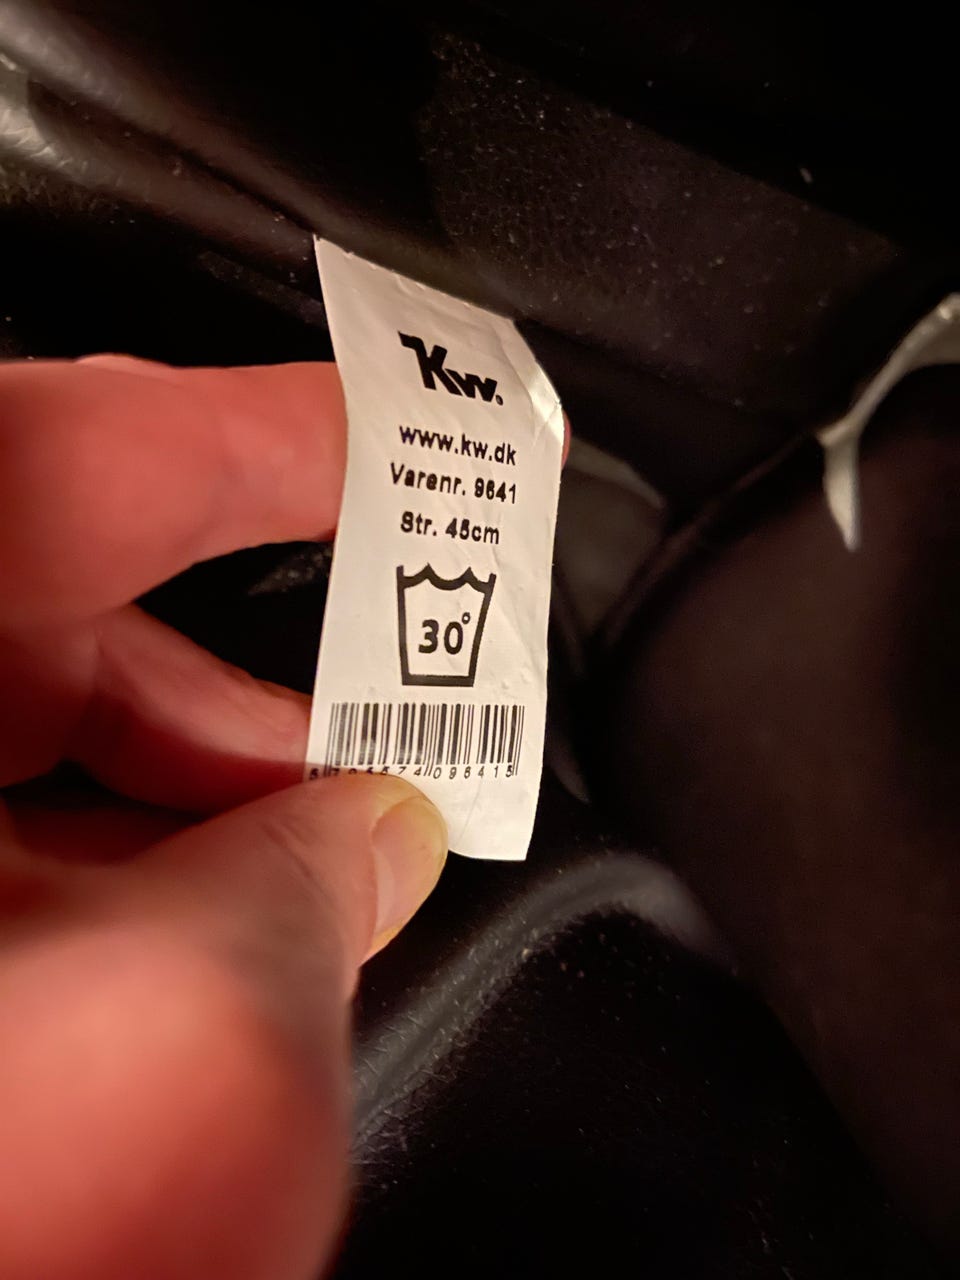 Kw.
www.kw.dk
Varenr. 9641
Str. 45cm
30°